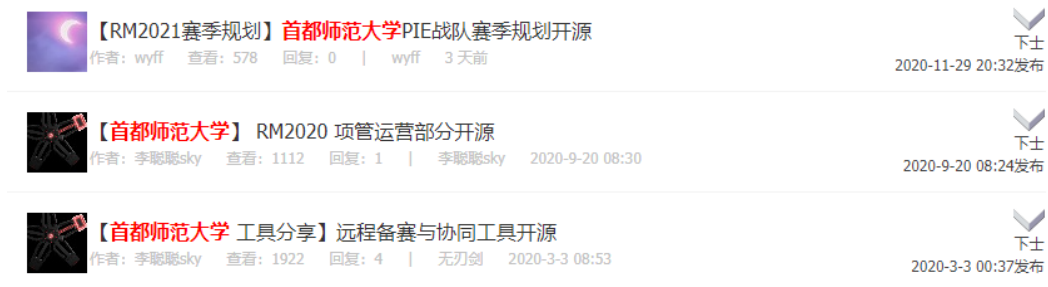 【RM2021赛季规划】首都师范大学PIE战队赛季规划开源
下士
作者：wyff 查看：578 回复：0 | wyff 3 天前
2020-11-29 20:32发布
【首都师范大学】 RM2020 项管运营部分开源
下士
作者：李聪聪sky 查看：1112 回复：1 | 李聪聪sky 2020-9-20 08:30
2020-9-20 08:24发布
【首都师范大学 工具分享】远程备赛与协同工具开源
下士
作者：李聪聪sky 查看：1922 回复：4 | 无刃剑 2020-3-3 08:53
2020-3-3 00:37发布